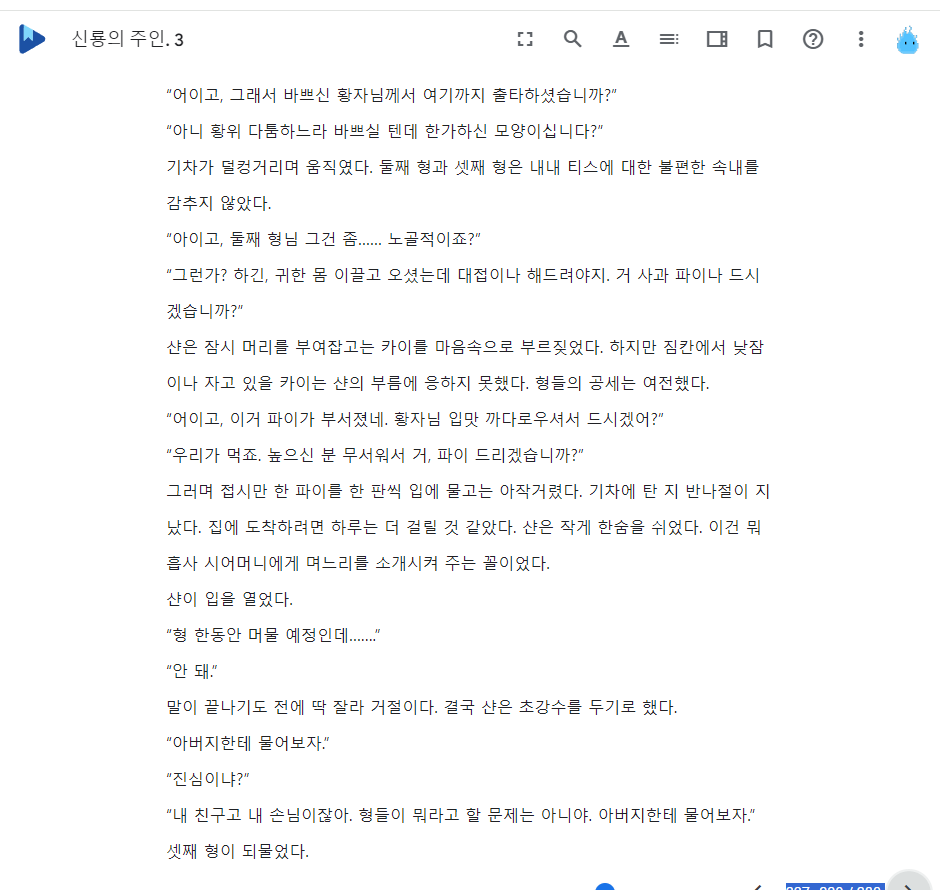 신룡의 주인. 3
“어이고, 그래서 바쁘신 황자님께서 여기까지 출타하셨습니까?”
“아니 황위 다툼하느라 바쁘실 텐데 한가하신 모양이십니다?”
기차가 덜컹거리며 움직였다. 둘째 형과 셋째 형은 내내 티스에 대한 불편한 속내를
감추지 않았다.
“아이고, 둘째 형님 그건 좀…… 노골적이죠?”
“그런가? 하긴, 귀한 몸 이끌고 오셨는데 대접이나 해드려야지. 거 사과 파이나 드시
겠습니까?”
샨은 잠시 머리를 부여잡고는 카이를 마음속으로 부르짖었다. 하지만 짐칸에서 낮잠
이나 자고 있을 카이는 샨의 부름에 응하지 못했다. 형들의 공세는 여전했다.
“어이고, 이거 파이가 부서졌네. 황자님 입맛 까다로우셔서 드시겠어?”
“우리가 먹죠. 높으신 분 무서워서 거, 파이 드리겠습니까?”
그러며 접시만 한 파이를 한 판씩 입에 물고는 아작거렸다. 기차에 탄 지 반나절이 지
났다. 집에 도착하려면 하루는 더 걸릴 것 같았다. 샨은 작게 한숨을 쉬었다. 이건 뭐
흡사 시어머니에게 며느리를 소개시켜 주는 꼴이었다.
샨이 입을 열었다.
“형 한동안 머물 예정인데…….”
“안 돼.”
말이 끝나기도 전에 딱 잘라 거절이다. 결국 샨은 초강수를 두기로 했다.
“아버지한테 물어보자.”
“진심이냐?”
“내 친구고 내 손님이잖아. 형들이 뭐라고 할 문제는 아니야. 아버지한테 물어보자.”
셋째 형이 되물었다.